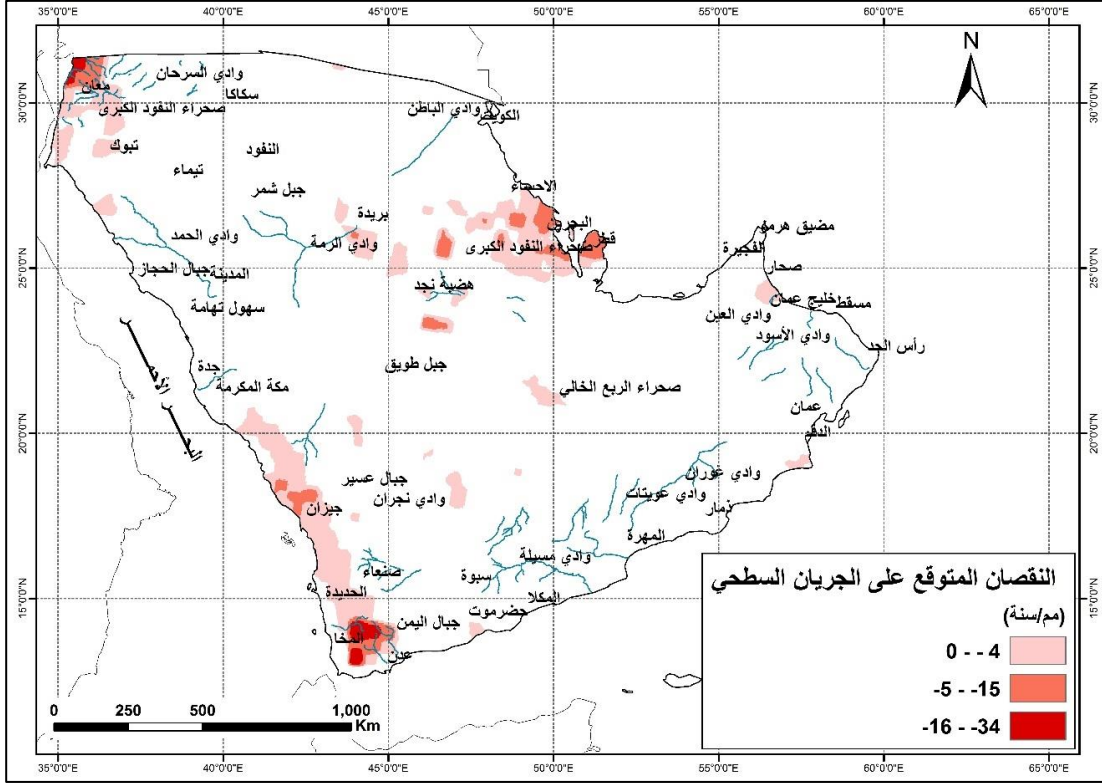 35°0'0"E 40°0'0"E 45°0'0"E 50°0'0"E 55°0'0"E 60°0'0"E 65°0'0"E
N
وادي السرحان
معان
سكاكا
30°0'0"N صحراء النفود الكبرى وادي الباطن الكويت 30°0'0"N
تبوك
النفود
تيماء
جبل شمر
الاحساء
بريدة
وادي الحمد
وادي الرمة
البحرين
قطر
صحراء النفود الكبرى
مضيق هرمز
الفجيرة
25°0'0"N جبال الحجاز المدينة صحار 25°0'0"N
هضبة نجد
سهول تهامة
خليج عمان مسقط
وادي العين
وادي الأسود
رأس الحد
جدة
جبل طويق
مكة المكرمة
صحراء الربع الخالي
البحر الأحمر
عمان
20°0'0"N الدقم 20°0'0"N
جبال عسير
وادي نجران
جيزان
وادي غوران
وادي عويتات
ذمار
المهرة
صنعاء
سبوة
وادي مسيلة
الحديدة
15°0'0"N المكلا 15°0'0"N
حضرموت
جبال اليمن
المخا
عدن
النقصان المتوقع على الجريان السطحي
(مم/سنة)
0 - - 4
-5 - -15
-16 - -34
0 250 500 1,000
Km
35°0'0"E 40°0'0"E 45°0'0"E 50°0'0"E 55°0'0"E 60°0'0"E 65°0'0"E